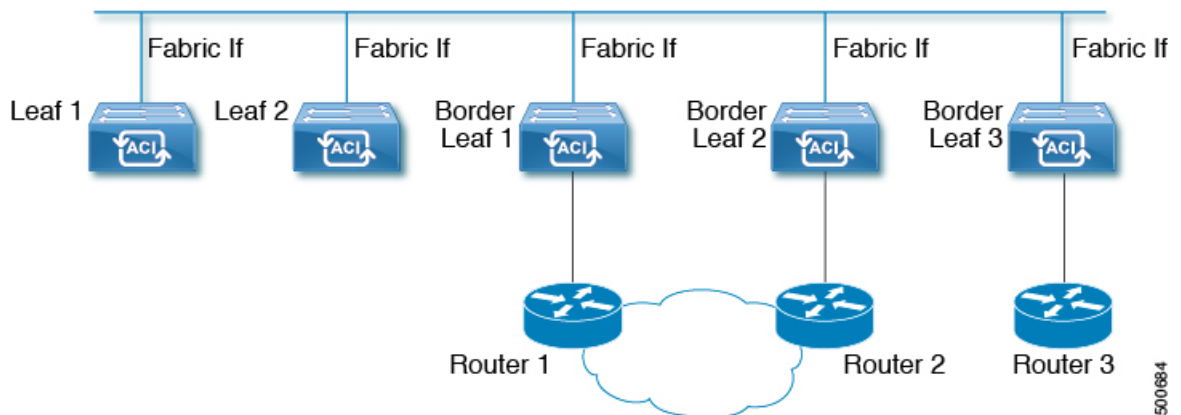 Fabric If
Fabric If
Fabric If
Fabric If
Fabric If
Leaf 1
ACI
Leaf 2
ACI
Border
Leaf 1
ACI
Border
Leaf 2
ACI
Border
Leaf 3
ACI
Router 1
Router 2
Router 3
500684